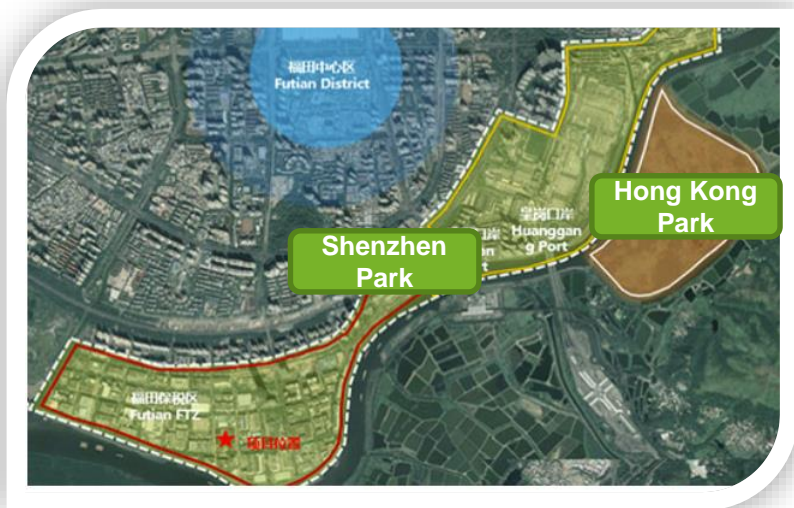 福田中心区
Futian District
Hong Kong
Park
皇岗口岸
Huanggan
g Port
Shenzhen
Park
福田保税区
Futian FTZ
项目位置